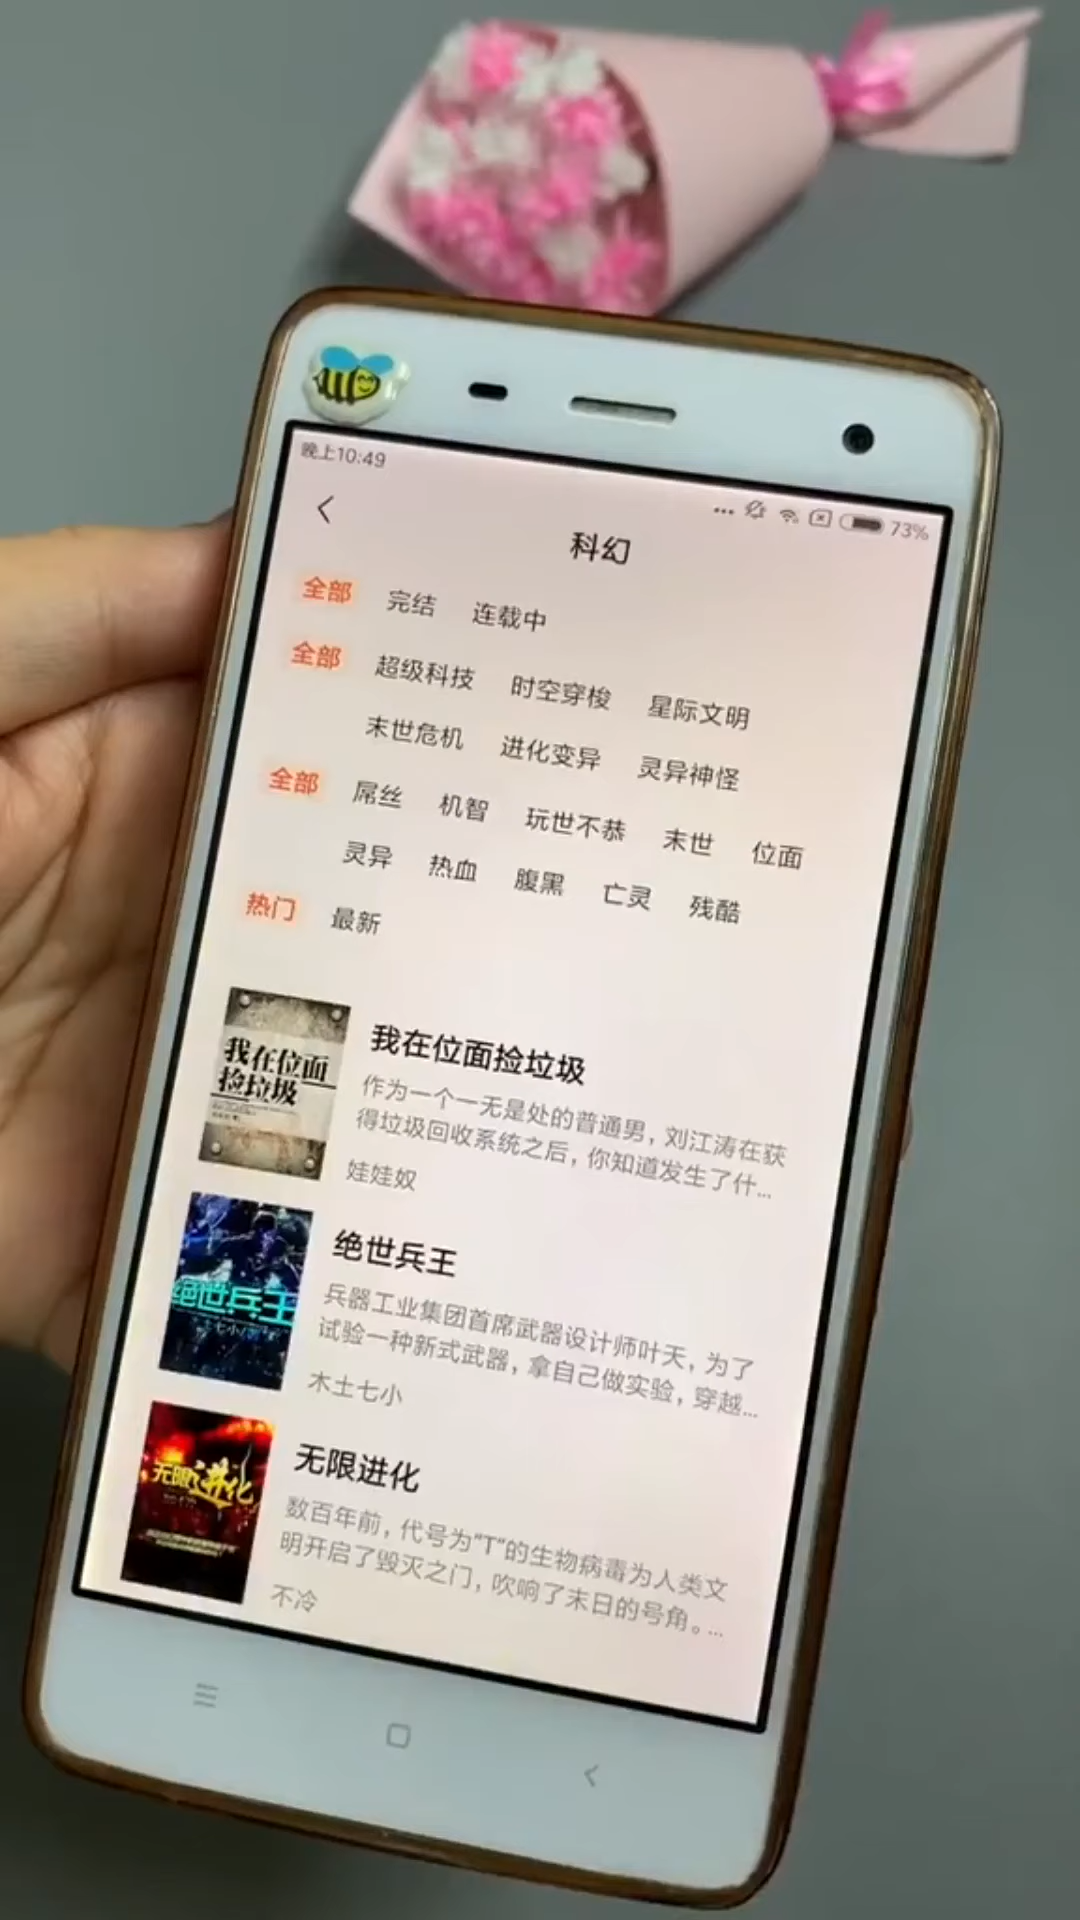 晚上10:49
73%
科幻
全部 完结 连载中
全部 超级科技 时空穿梭 星际文明
末世危机 进化变异 灵异神怪
全部 屌丝 机智 玩世不恭 末世 位面
灵异 热血 腹黑 亡灵 残酷
热门 最新
我在位面
捡垃圾
我在位面捡垃圾
作为一个一无是处的普通男，刘江涛在获
得垃圾回收系统之后，你知道发生了什...
娃娃奴
绝世兵王
绝世兵王
兵器工业集团首席武器设计师叶天，为了
试验一种新式武器，拿自己做实验，穿越...
木土七小
无限进化
无限进化
数百年前，代号为“T”的生物病毒为人类文
明开启了毁灭之门，吹响了末日的号角。...
不冷